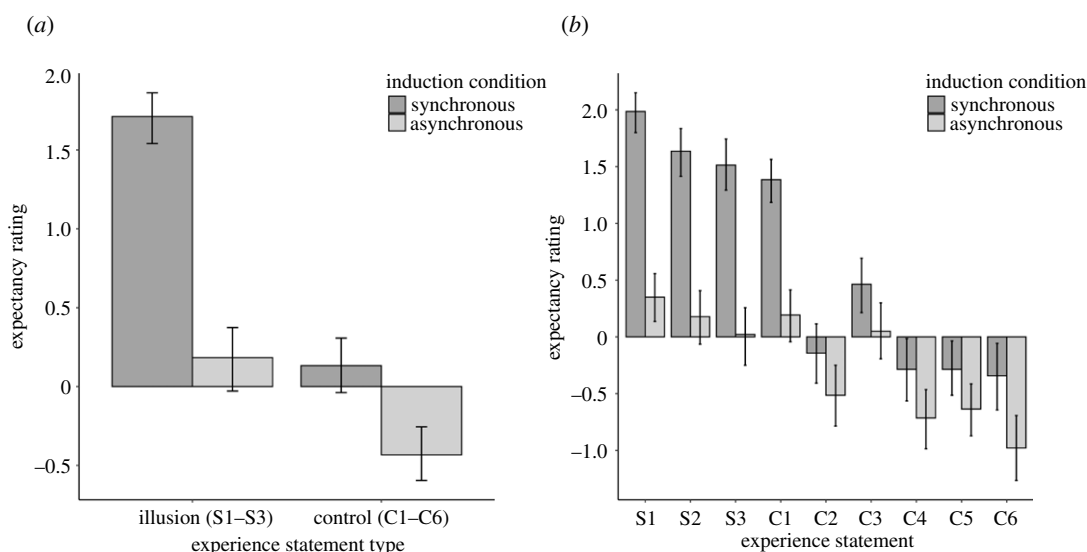 (a)
2.0
1.5
1.0
0.5
0
−0.5
expectancy rating
induction condition
synchronous
asynchronous
illusion (S1–S3) control (C1–C6)
experience statement type
(b)
2.0
1.5
1.0
0.5
0
−0.5
−1.0
expectancy rating
induction condition
synchronous
asynchronous
S1 S2 S3 C1 C2 C3 C4 C5 C6
experience statement